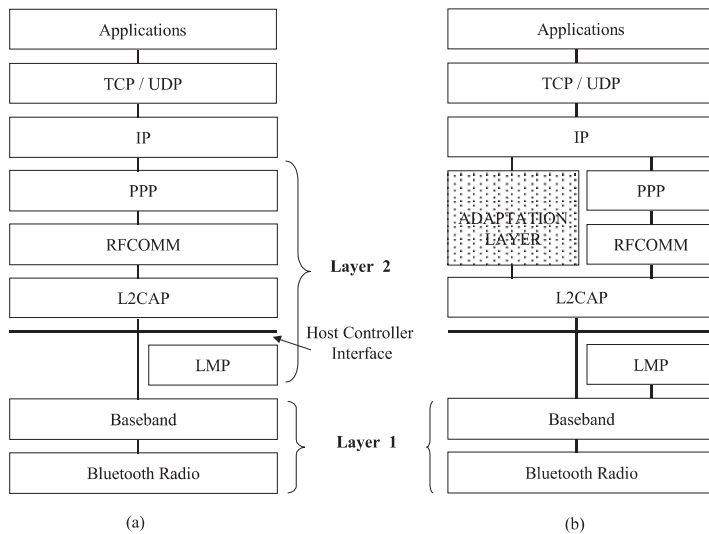 Applications
TCP / UDP
IP
PPP
RFCOMM
L2CAP
LMP
Baseband
Bluetooth Radio
(a)
Layer 2
Host Controller
Interface
Layer 1
Applications
TCP / UDP
IP
ADAPTATION
LAYER
PPP
RFCOMM
L2CAP
LMP
Baseband
Bluetooth Radio
(b)